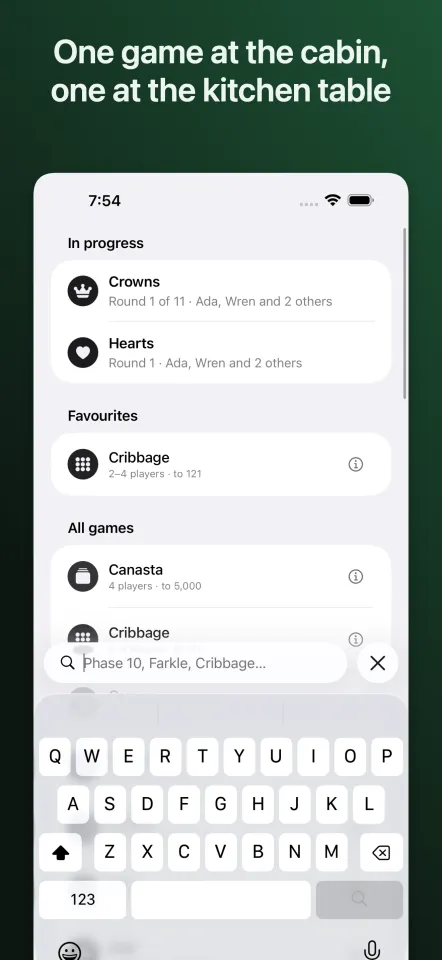 One game at the cabin,
one at the kitchen table
7:54
In progress
Crowns
Round 1 of 11 · Ada, Wren and 2 others
Hearts
Round 1 · Ada, Wren and 2 others
Favourites
Cribbage
2–4 players · to 121
All games
Canasta
4 players · to 5,000
Cribbage
Phase 10, Farkle, Cribbage...
Q W E R T Y U I O P
A S D F G H J K L
Z X C V B N M
123